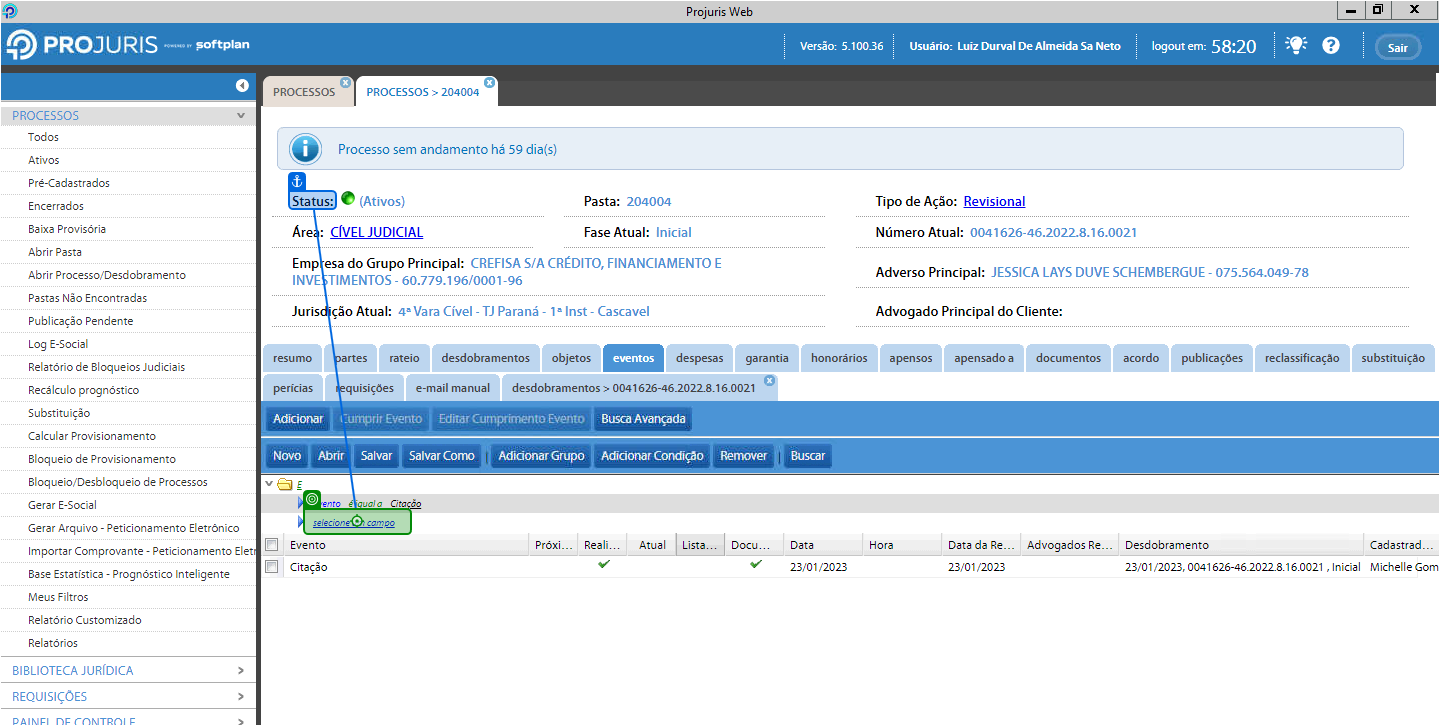 Projuris Web
PROJURIS POWERED BY softplan
Versão: 5.100.36
Usuário: Luiz Durval De Almeida Sa Neto
logout em: 58:20
Sair
PROCESSOS
PROCESSOS > 204004
PROCESSOS
Todos
Ativos
Pré-Cadastrados
Encerrados
Baixa Provisória
Abrir Pasta
Abrir Processo/Desdobramento
Pastas Não Encontradas
Publicação Pendente
Log E-Social
Relatório de Bloqueios Judiciais
Recálculo prognóstico
Substituição
Calcular Provisionamento
Bloqueio de Provisionamento
Bloqueio/Desbloqueio de Processos
Gerar E-Social
Gerar Arquivo - Peticionamento Eletrônico
Importar Comprovante - Peticionamento Eletr
Base Estatística - Prognóstico Inteligente
Meus Filtros
Relatório Customizado
Relatórios
BIBLIOTECA JURÍDICA
REQUISIÇÕES
PAINEL DE CONTROLE
Processo sem andamento há 59 dia(s)
Status: (Ativos)
Pasta: 204004
Tipo de Ação: Revisional
Área: CÍVEL JUDICIAL
Fase Atual: Inicial
Número Atual: 0041626-46.2022.8.16.0021
Empresa do Grupo Principal: CREFISA S/A CRÉDITO, FINANCIAMENTO E
INVESTIMENTOS - 60.779.196/0001-96
Adverso Principal: JESSICA LAYS DUVE SCHEMBERGUE - 075.564.049-78
Jurisdição Atual: 4ª Vara Cível - TJ Paraná - 1ª Inst - Cascavel
Advogado Principal do Cliente:
resumo partes rateio desdobramentos objetos eventos despesas garantia honorários apensos apensado a documentos acordo publicações reclassificação substituição
perícias requisições e-mail manual desdobramentos > 0041626-46.2022.8.16.0021
Adicionar Cumprir Evento Editar Cumprimento Evento Busca Avançada
Novo Abrir Salvar Salvar Como Adicionar Grupo Adicionar Condição Remover Buscar
E
é igual a Citação
selecione campo
Evento Próxi... Reali... Atual Lista... Docu... Data Hora Data da Re... Advogados Re... Desdobramento Cadastrad...
Citação 23/01/2023 23/01/2023 23/01/2023, 0041626-46.2022.8.16.0021 , Inicial Michelle Gom